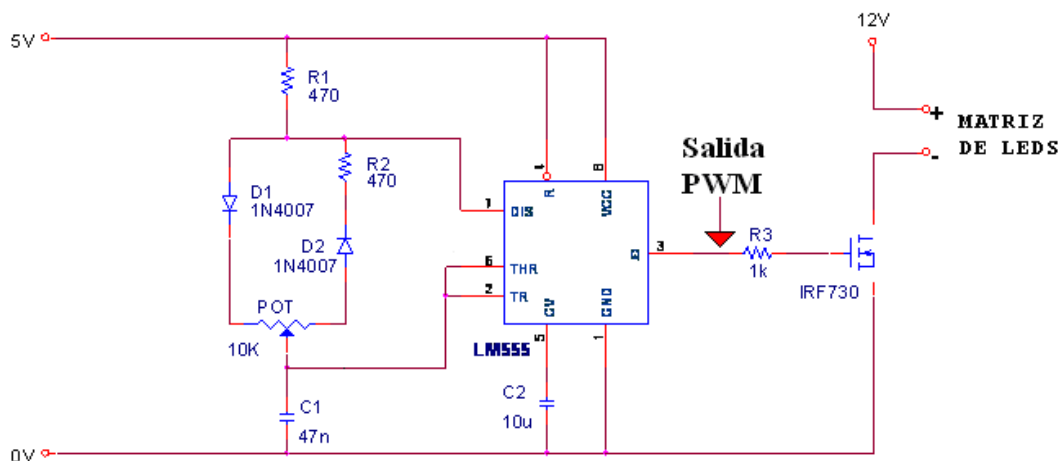 5V
12V
R1
470
R2
470
D1
1N4007
D2
1N4007
POT
10K
C1
47n
0V
4
8
R
VCC
7
DIS
6
THR
2
TR
Q
3
CV
GND
5
1
LM555
C2
10u
Salida
PWM
R3
1k
IRF730
+ MATRIZ
- DE LEDS